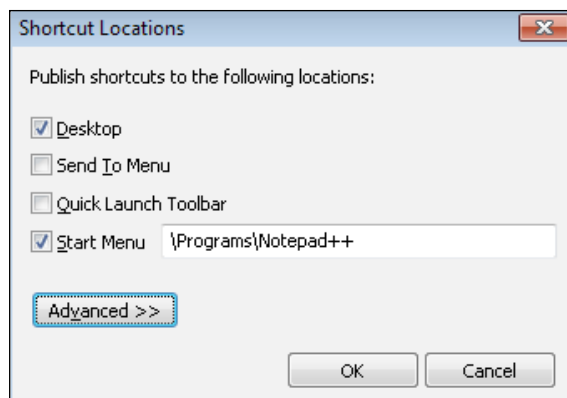 Shortcut Locations
Publish shortcuts to the following locations:
Desktop
Send To Menu
Quick Launch Toolbar
Start Menu \Programs\Notepad++
Advanced >>
OK Cancel